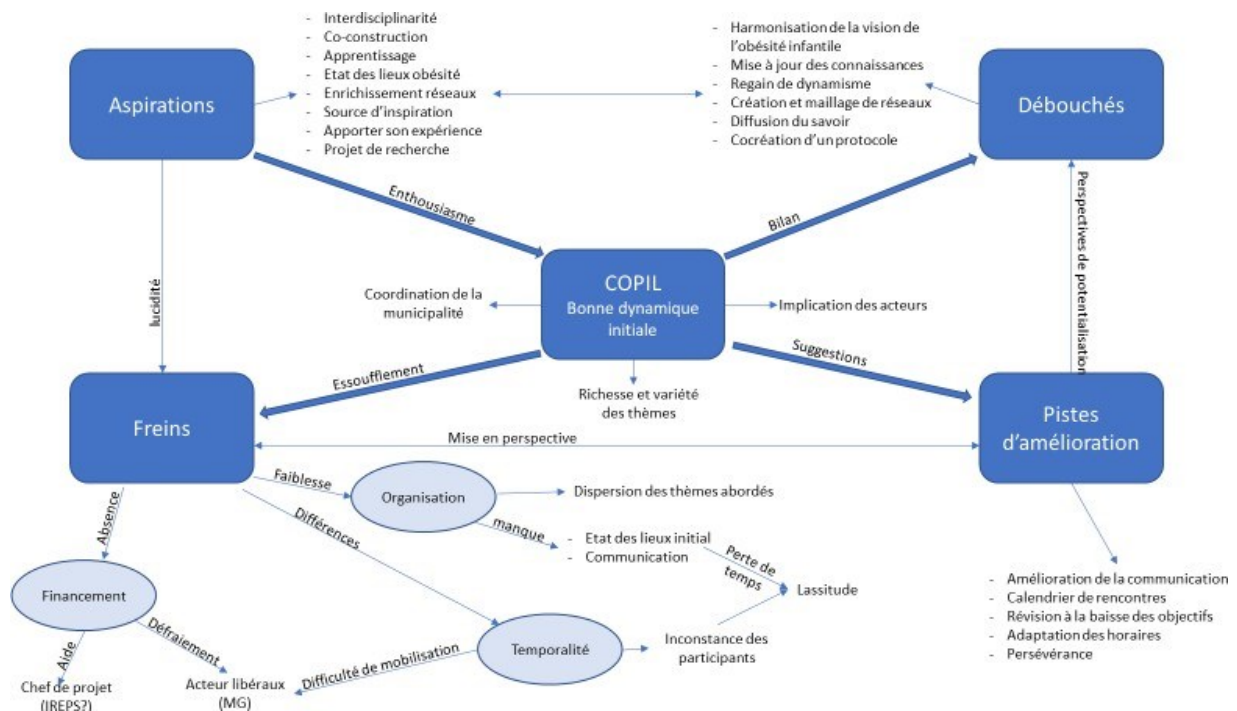 - Interdisciplinarité
- Co-construction
- Apprentissage
- Etat des lieux obésité
- Enrichissement réseaux
- Source d'inspiration
- Apporter son expérience
- Projet de recherche
- Harmonisation de la vision de
l'obésité infantile
- Mise à jour des connaissances
- Regain de dynamisme
- Création et maillage de réseaux
- Diffusion du savoir
- Cocréation d'un protocole
Aspirations
Débouchés
Enthousiasme
Bilan
lucidité
Perspectives de potentialisation
COPIL
Bonne dynamique
initiale
Coordination de la
municipalité
Implication des acteurs
Essoufflement
Suggestions
Richesse et variété
des thèmes
Freins
Pistes
d'amélioration
Mise en perspective
Faiblesse
Organisation
Dispersion des thèmes abordés
Absence
Différences
manque
- Etat des lieux initial
- Communication
Perte de
temps
Lassitude
Financement
Temporalité
Inconstance des
participants
Aide
Défraiement
Difficulté de mobilisation
Chef de projet
(IREPS?)
Acteur libéraux
(MG)
- Amélioration de la communication
- Calendrier de rencontres
- Révision à la baisse des objectifs
- Adaptation des horaires
- Persévérance